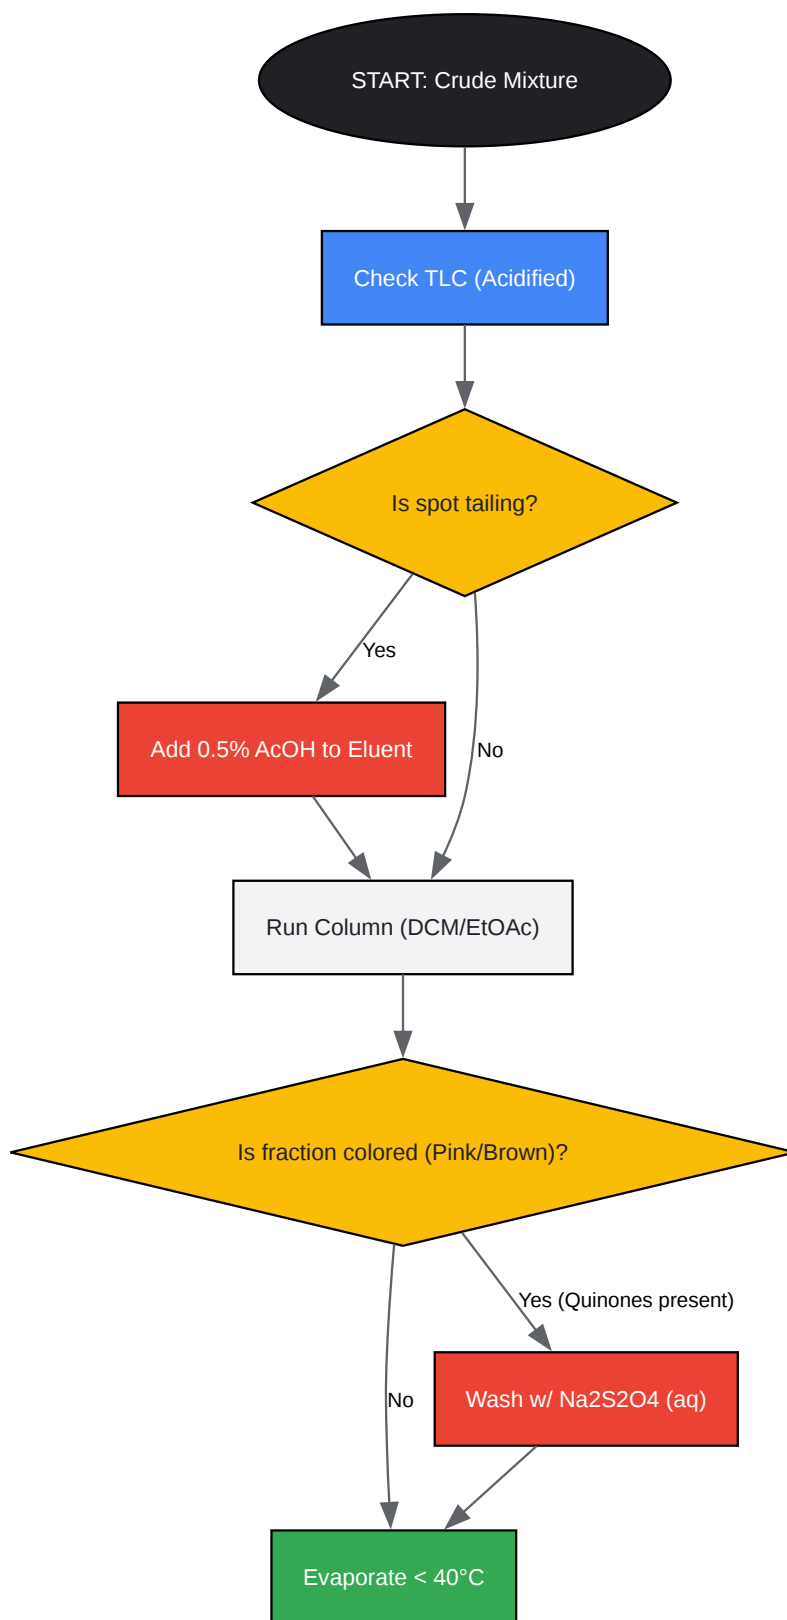 START: Crude Mixture
Check TLC (Acidified)
Is spot tailing?
Yes
Add 0.5% AcOH to Eluent
No
Run Column (DCM/EtOAc)
Is fraction colored (Pink/Brown)?
Yes (Quinones present)
No
Wash w/ Na2S2O4 (aq)
Evaporate < 40°C